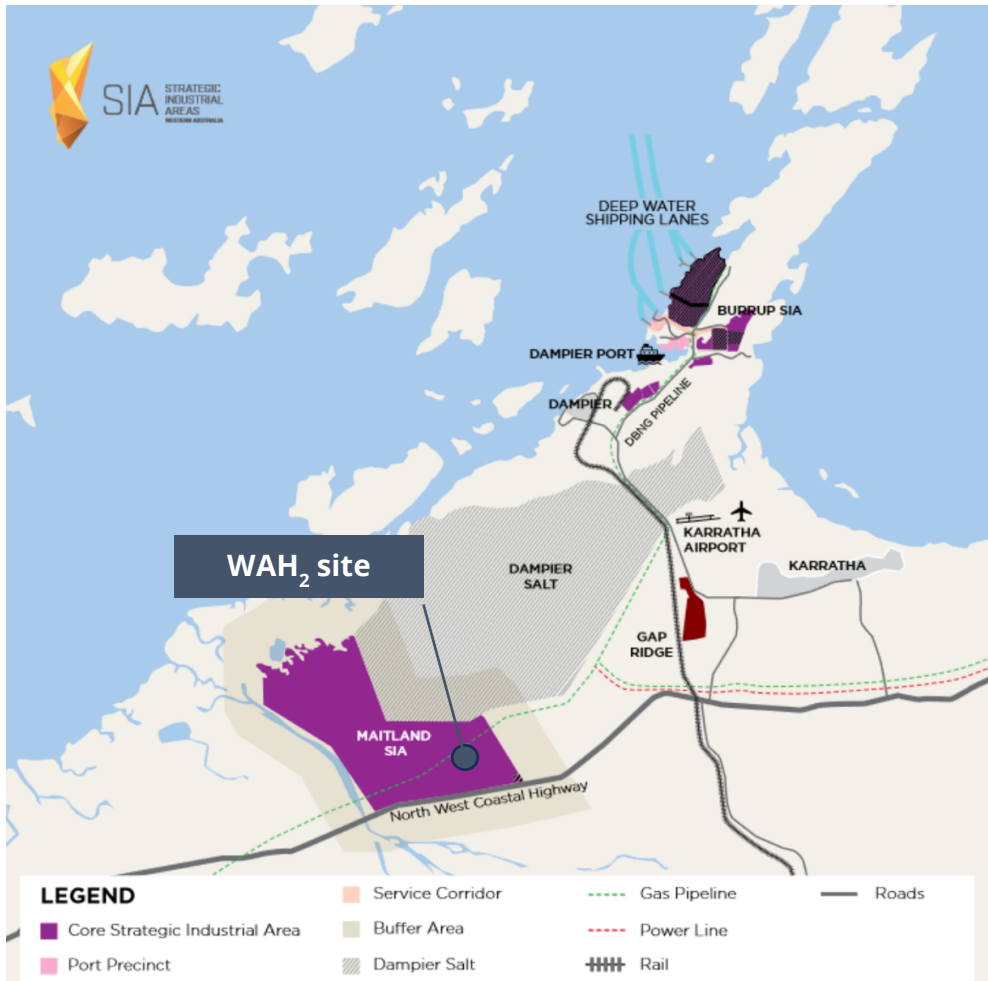 SIA
STRATEGIC
INDUSTRIAL
AREAS
WESTERN AUSTRALIA
DEEP WATER
SHIPPING LANES
BURRUP SIA
DAMPIER PORT
DAMPIER
DBNG PIPELINE
KARRATHA
AIRPORT
KARRATHA
DAMPIER
SALT
WAH₂ site
GAP
RIDGE
MAITLAND
SIA
North West Coastal Highway
LEGEND
Core Strategic Industrial Area
Port Precinct
Service Corridor
Buffer Area
Dampier Salt
Gas Pipeline
Power Line
Rail
Roads